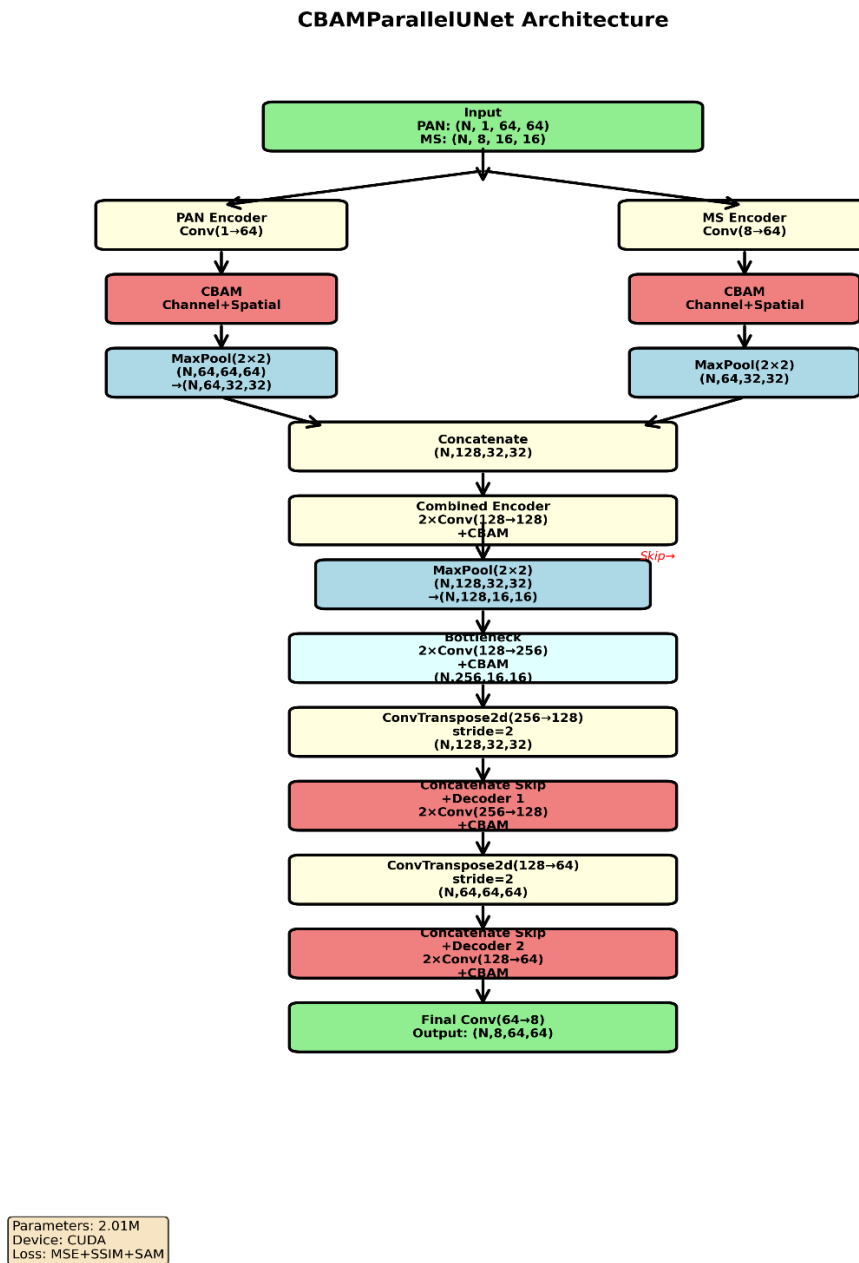 CBAMParallelUNet Architecture
Input
PAN: (N, 1, 64, 64)
MS: (N, 8, 16, 16)
PAN Encoder
Conv(1→64)
MS Encoder
Conv(8→64)
CBAM
Channel+Spatial
CBAM
Channel+Spatial
MaxPool(2×2)
(N,64,64,64)
→(N,64,32,32)
MaxPool(2×2)
(N,64,32,32)
Concatenate
(N,128,32,32)
Combined Encoder
2×Conv(128→128)
+CBAM
Skip→
MaxPool(2×2)
(N,128,32,32)
→(N,128,16,16)
Bottleneck
2×Conv(128→256)
+CBAM
(N,256,16,16)
ConvTranspose2d(256→128)
stride=2
(N,128,32,32)
Concatenate Skip
+Decoder 1
2×Conv(256→128)
+CBAM
ConvTranspose2d(128→64)
stride=2
(N,64,64,64)
Concatenate Skip
+Decoder 2
2×Conv(128→64)
+CBAM
Final Conv(64→8)
Output: (N,8,64,64)
Parameters: 2.01M
Device: CUDA
Loss: MSE+SSIM+SAM